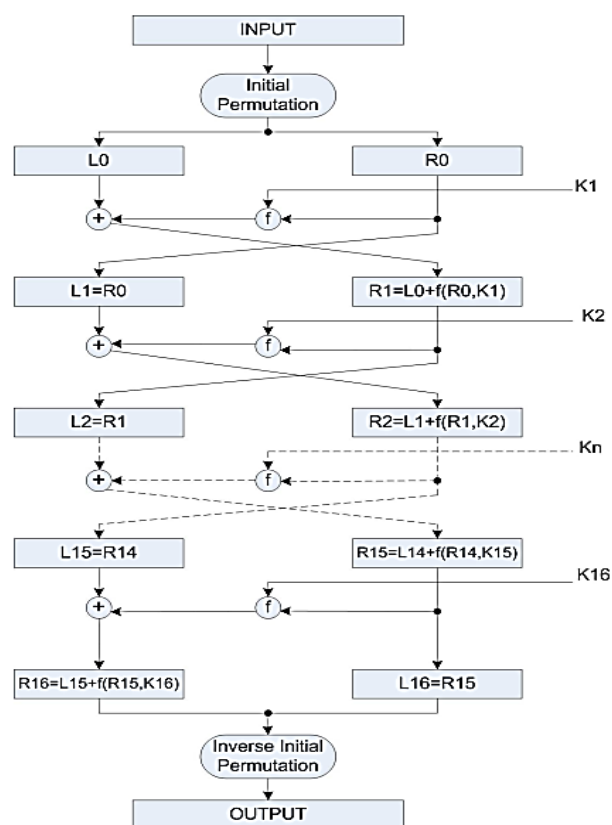 INPUT
Initial
Permutation
L0
R0
K1
+
f
L1=R0
R1=L0+f(R0,K1)
K2
+
f
L2=R1
R2=L1+f(R1,K2)
Kn
+
f
L15=R14
R15=L14+f(R14,K15)
K16
+
f
R16=L15+f(R15,K16)
L16=R15
Inverse Initial
Permutation
OUTPUT